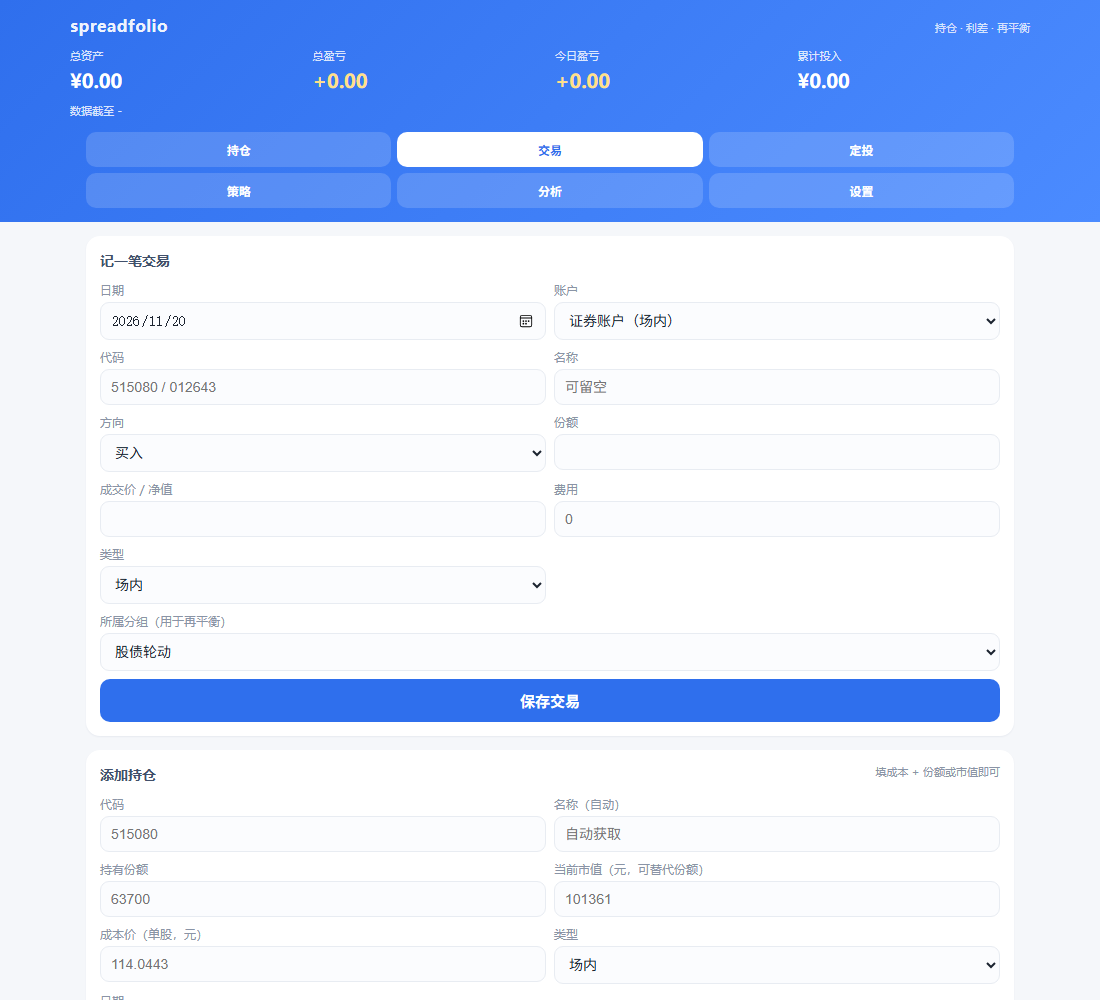 spreadfolio
持仓 · 利差 · 再平衡
总资产 总盈亏 今日盈亏 累计投入
¥0.00 +0.00 +0.00 ¥0.00
数据截至 -
持仓 交易 定投
策略 分析 设置
记一笔交易
日期 账户
2026/11/20 证券账户（场内）
代码 名称
515080 / 012643 可留空
方向 份额
买入
成交价 / 净值 费用
0
类型
场内
所属分组（用于再平衡）
股债轮动
保存交易
添加持仓 填成本 + 份额或市值即可
代码 名称（自动）
515080 自动获取
持有份额 当前市值（元，可替代份额）
63700 101361
成本价（单股，元） 类型
114.0443 场内
日期